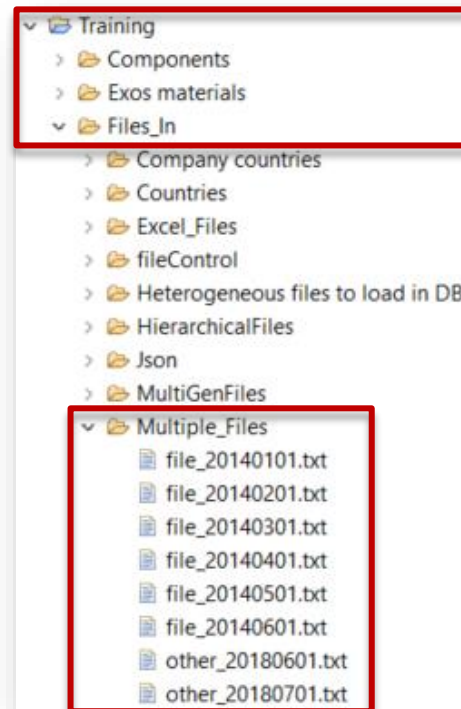 Training
Components
Exos materials
Files_In
Company countries
Countries
Excel_Files
fileControl
Heterogeneous files to load in DB
HierarchicalFiles
Json
MultiGenFiles
Multiple_Files
file_20140101.txt
file_20140201.txt
file_20140301.txt
file_20140401.txt
file_20140501.txt
file_20140601.txt
other_20180601.txt
other_20180701.txt